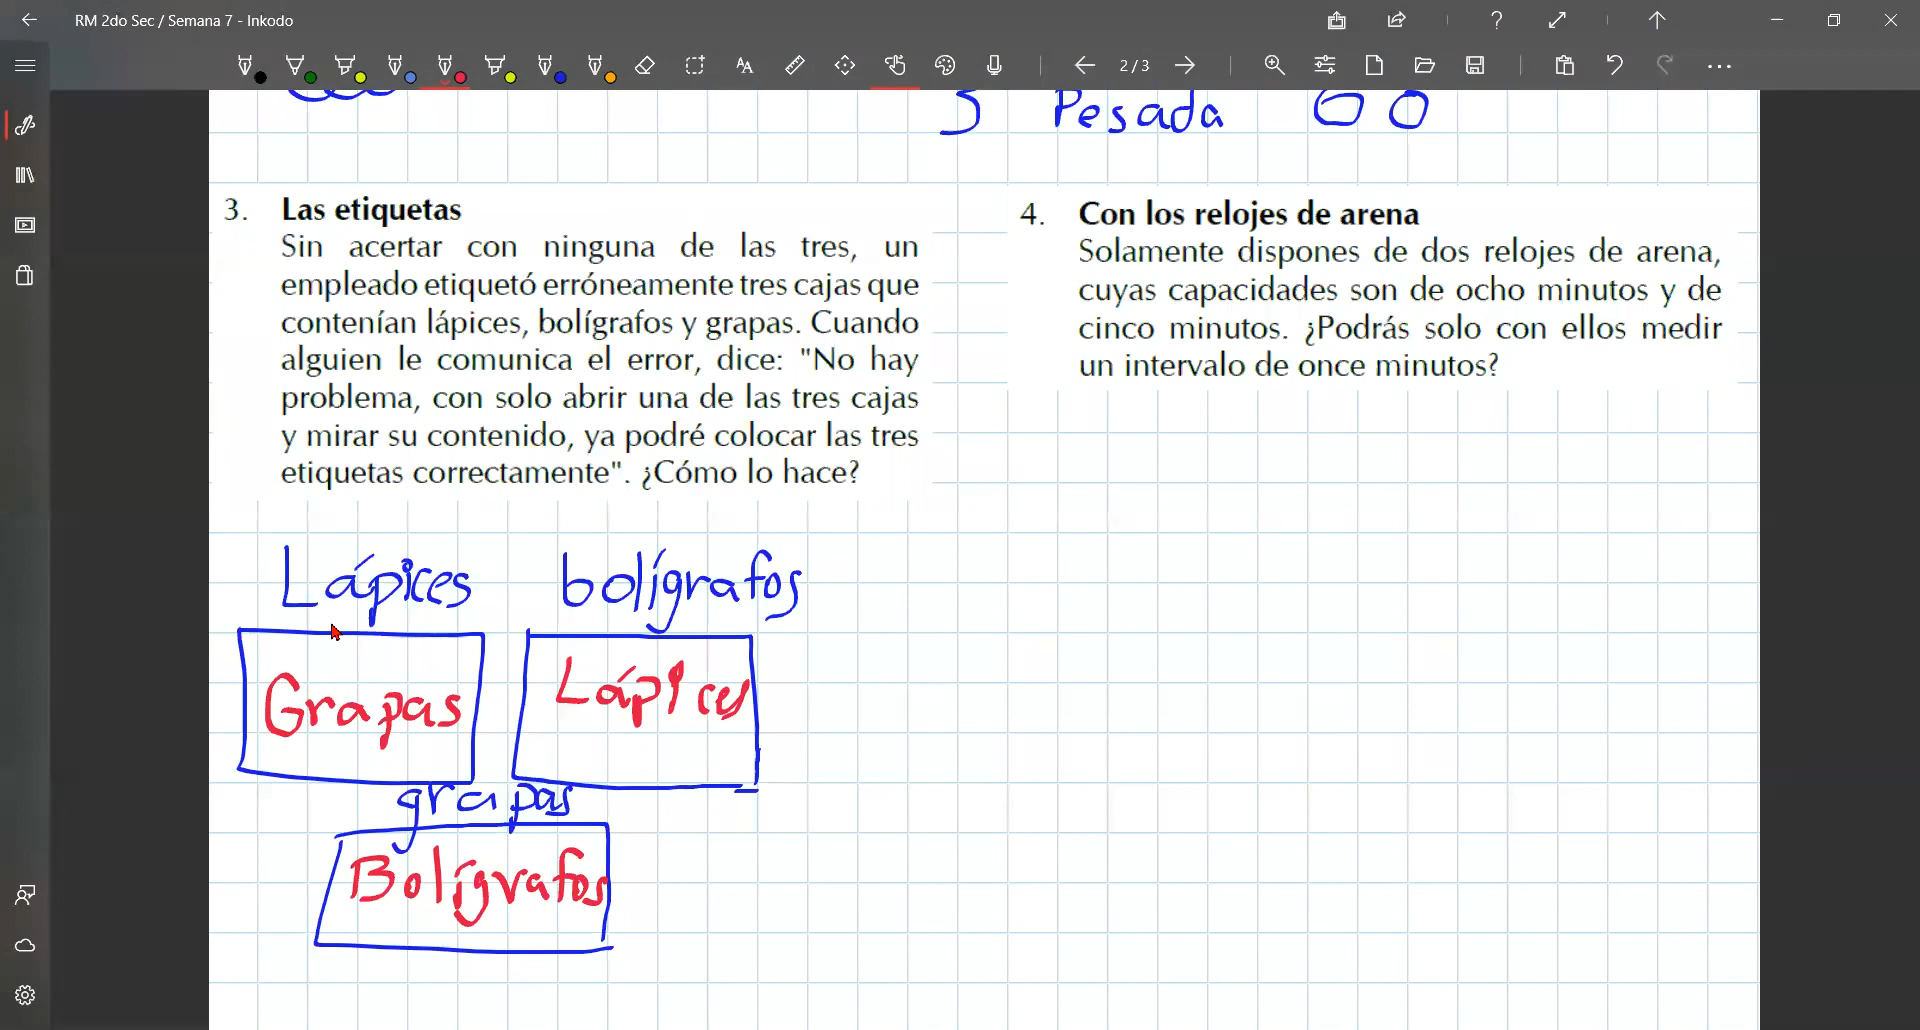 RM 2do Sec / Semana 7 - Inkodo
2 / 3
Pesada
3. Las etiquetas
Sin acertar con ninguna de las tres, un
empleado etiquetó erróneamente tres cajas que
contenían lápices, bolígrafos y grapas. Cuando
alguien le comunica el error, dice: "No hay
problema, con solo abrir una de las tres cajas
y mirar su contenido, ya podré colocar las tres
etiquetas correctamente". ¿Cómo lo hace?
4. Con los relojes de arena
Solamente dispones de dos relojes de arena,
cuyas capacidades son de ocho minutos y de
cinco minutos. ¿Podrás solo con ellos medir
un intervalo de once minutos?
Lápices bolígrafos
Grapas Lápices
grapas
Bolígrafos